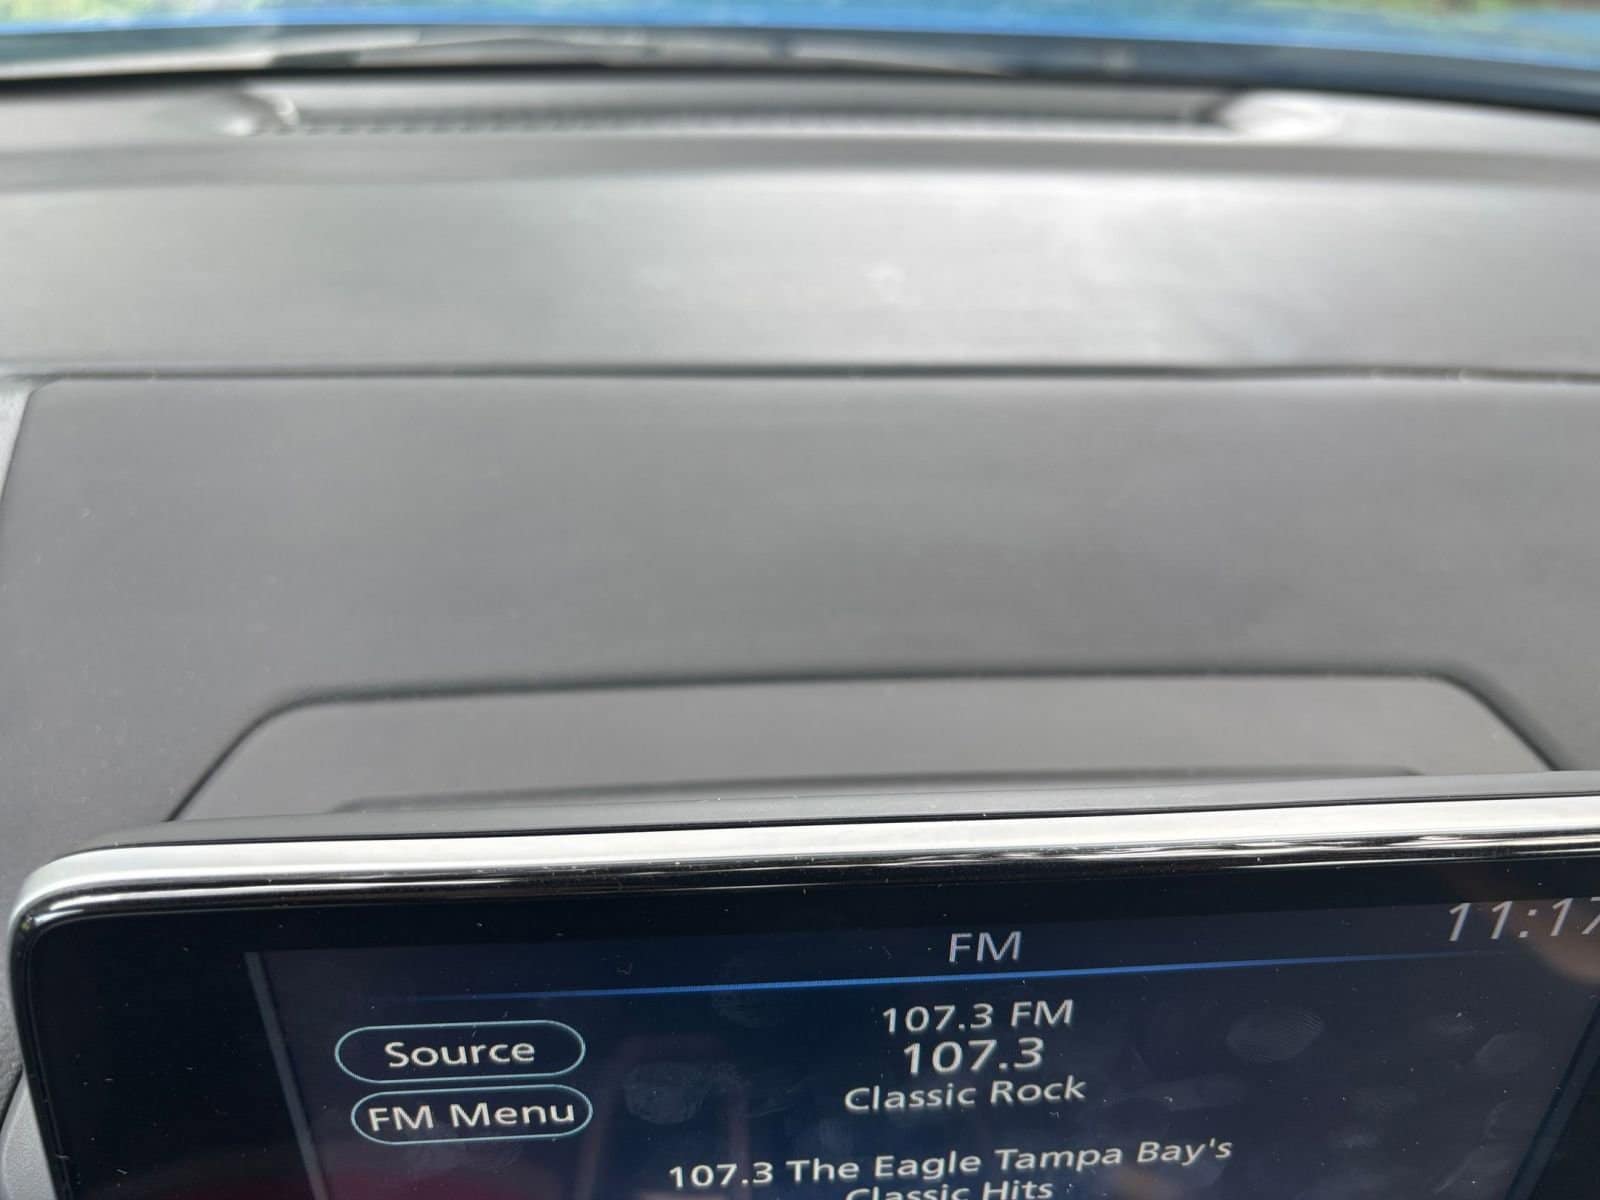 FM
11:17
107.3 FM
Source
107.3
Classic Rock
FM Menu
107.3 The Eagle Tampa Bay's
Classic Hits